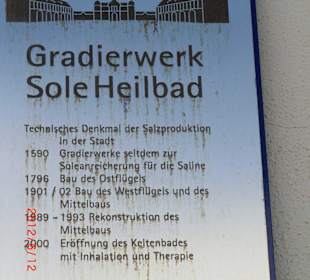 Gradierwerk
Sole Heilbad
Technisches Denkmal der Salzproduktion
in der Stadt
1590 Gradierwerke seitdem zur
Soleanreicherung für die Saline
1796 Bau des Ostflügels
1901 / 02 Bau des Westflügels und des
Mittelbaus
1989 - 1993 Rekonstruktion des
Mittelbaus
2000 Eröffnung des Keltenbades
mit Inhalation und Therapie